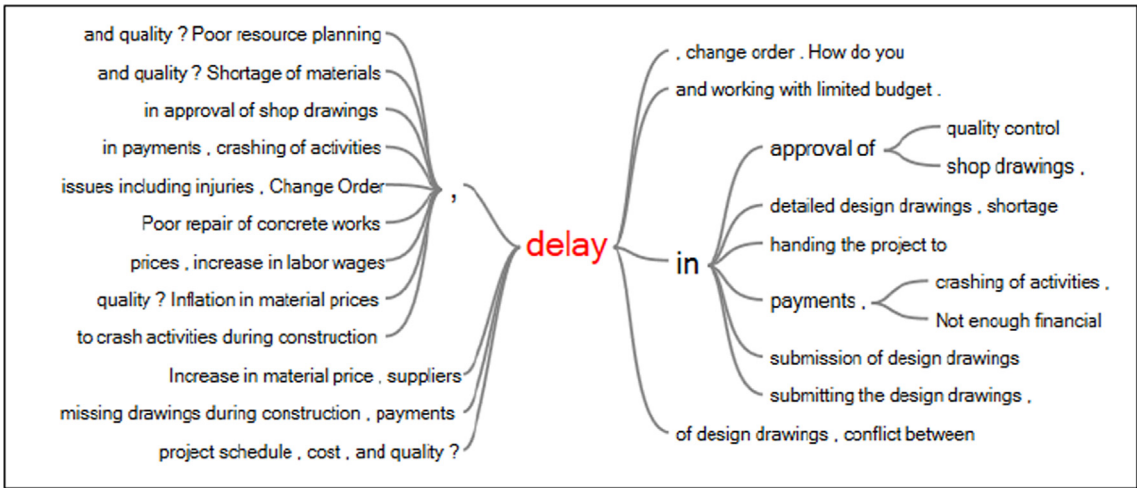 and quality ? Poor resource planning
and quality ? Shortage of materials
in approval of shop drawings
in payments , crashing of activities
issues including injuries , Change Order
Poor repair of concrete works
prices , increase in labor wages
quality ? Inflation in material prices
to crash activities during construction
,
Increase in material price , suppliers
missing drawings during construction , payments
project schedule , cost , and quality ?
delay
, change order . How do you
and working with limited budget .
in
approval of
quality control
shop drawings ,
detailed design drawings , shortage
handing the project to
payments ,
crashing of activities ,
Not enough financial
submission of design drawings
submitting the design drawings ,
of design drawings , conflict between